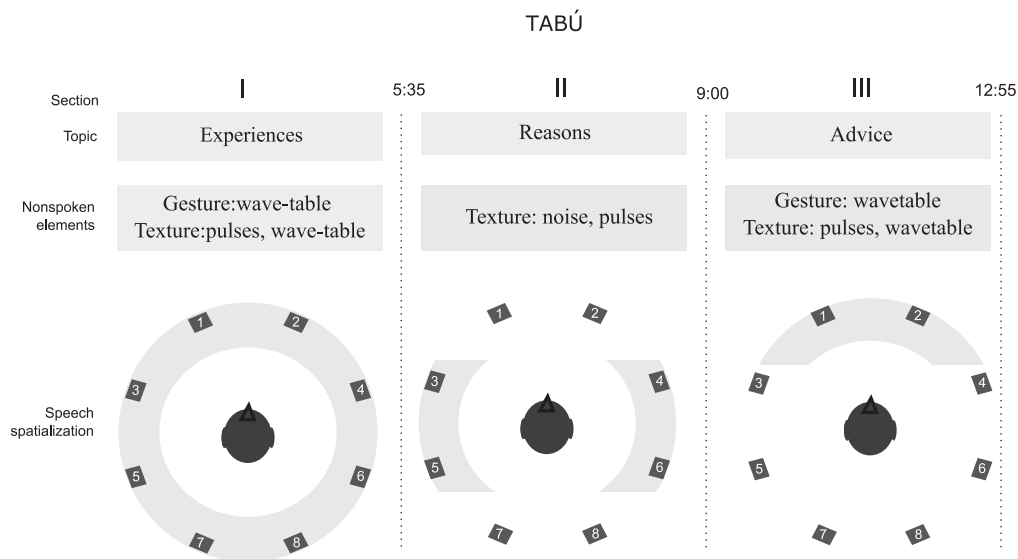 TABÚ
I
II
III
Section
5:35
9:00
12:55
Topic
Experiences
Reasons
Advice
Nonspoken
elements
Gesture:wave-table
Texture:pulses, wave-table
Texture: noise, pulses
Gesture: wavetable
Texture: pulses, wavetable
Speech
spatialization
1
2
3
4
5
6
7
8
1
2
3
4
5
6
7
8
1
2
3
4
5
6
7
8